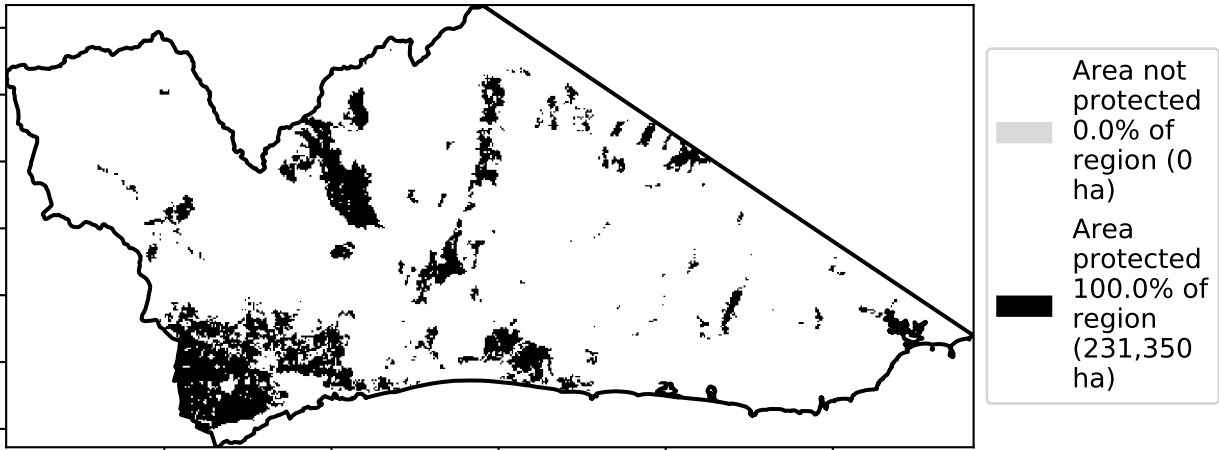 Area not
protected
0.0% of
region (0
ha)
Area
protected
100.0% of
region
(231,350
ha)